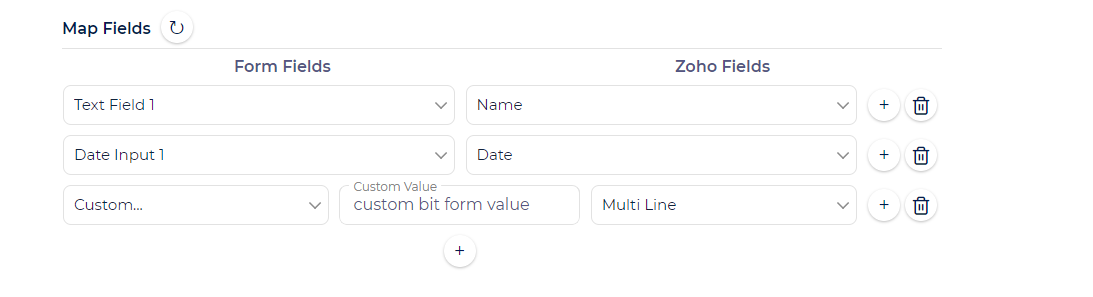 Map Fields
Form Fields Zoho Fields
Text Field 1 Name + 
Date Input 1 Date +
Custom Value
Custom... custom bit form value Multi Line +
+